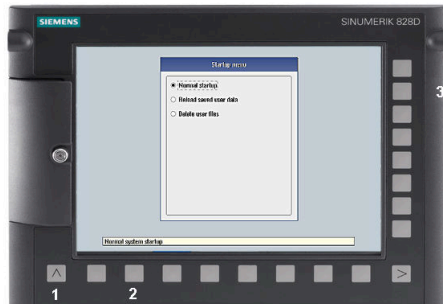 SIEMENS
SINUMERIK 828D
Startup menu
Normal startup
Reload saved user data
Delete user files
3
Normal system startup
1
2